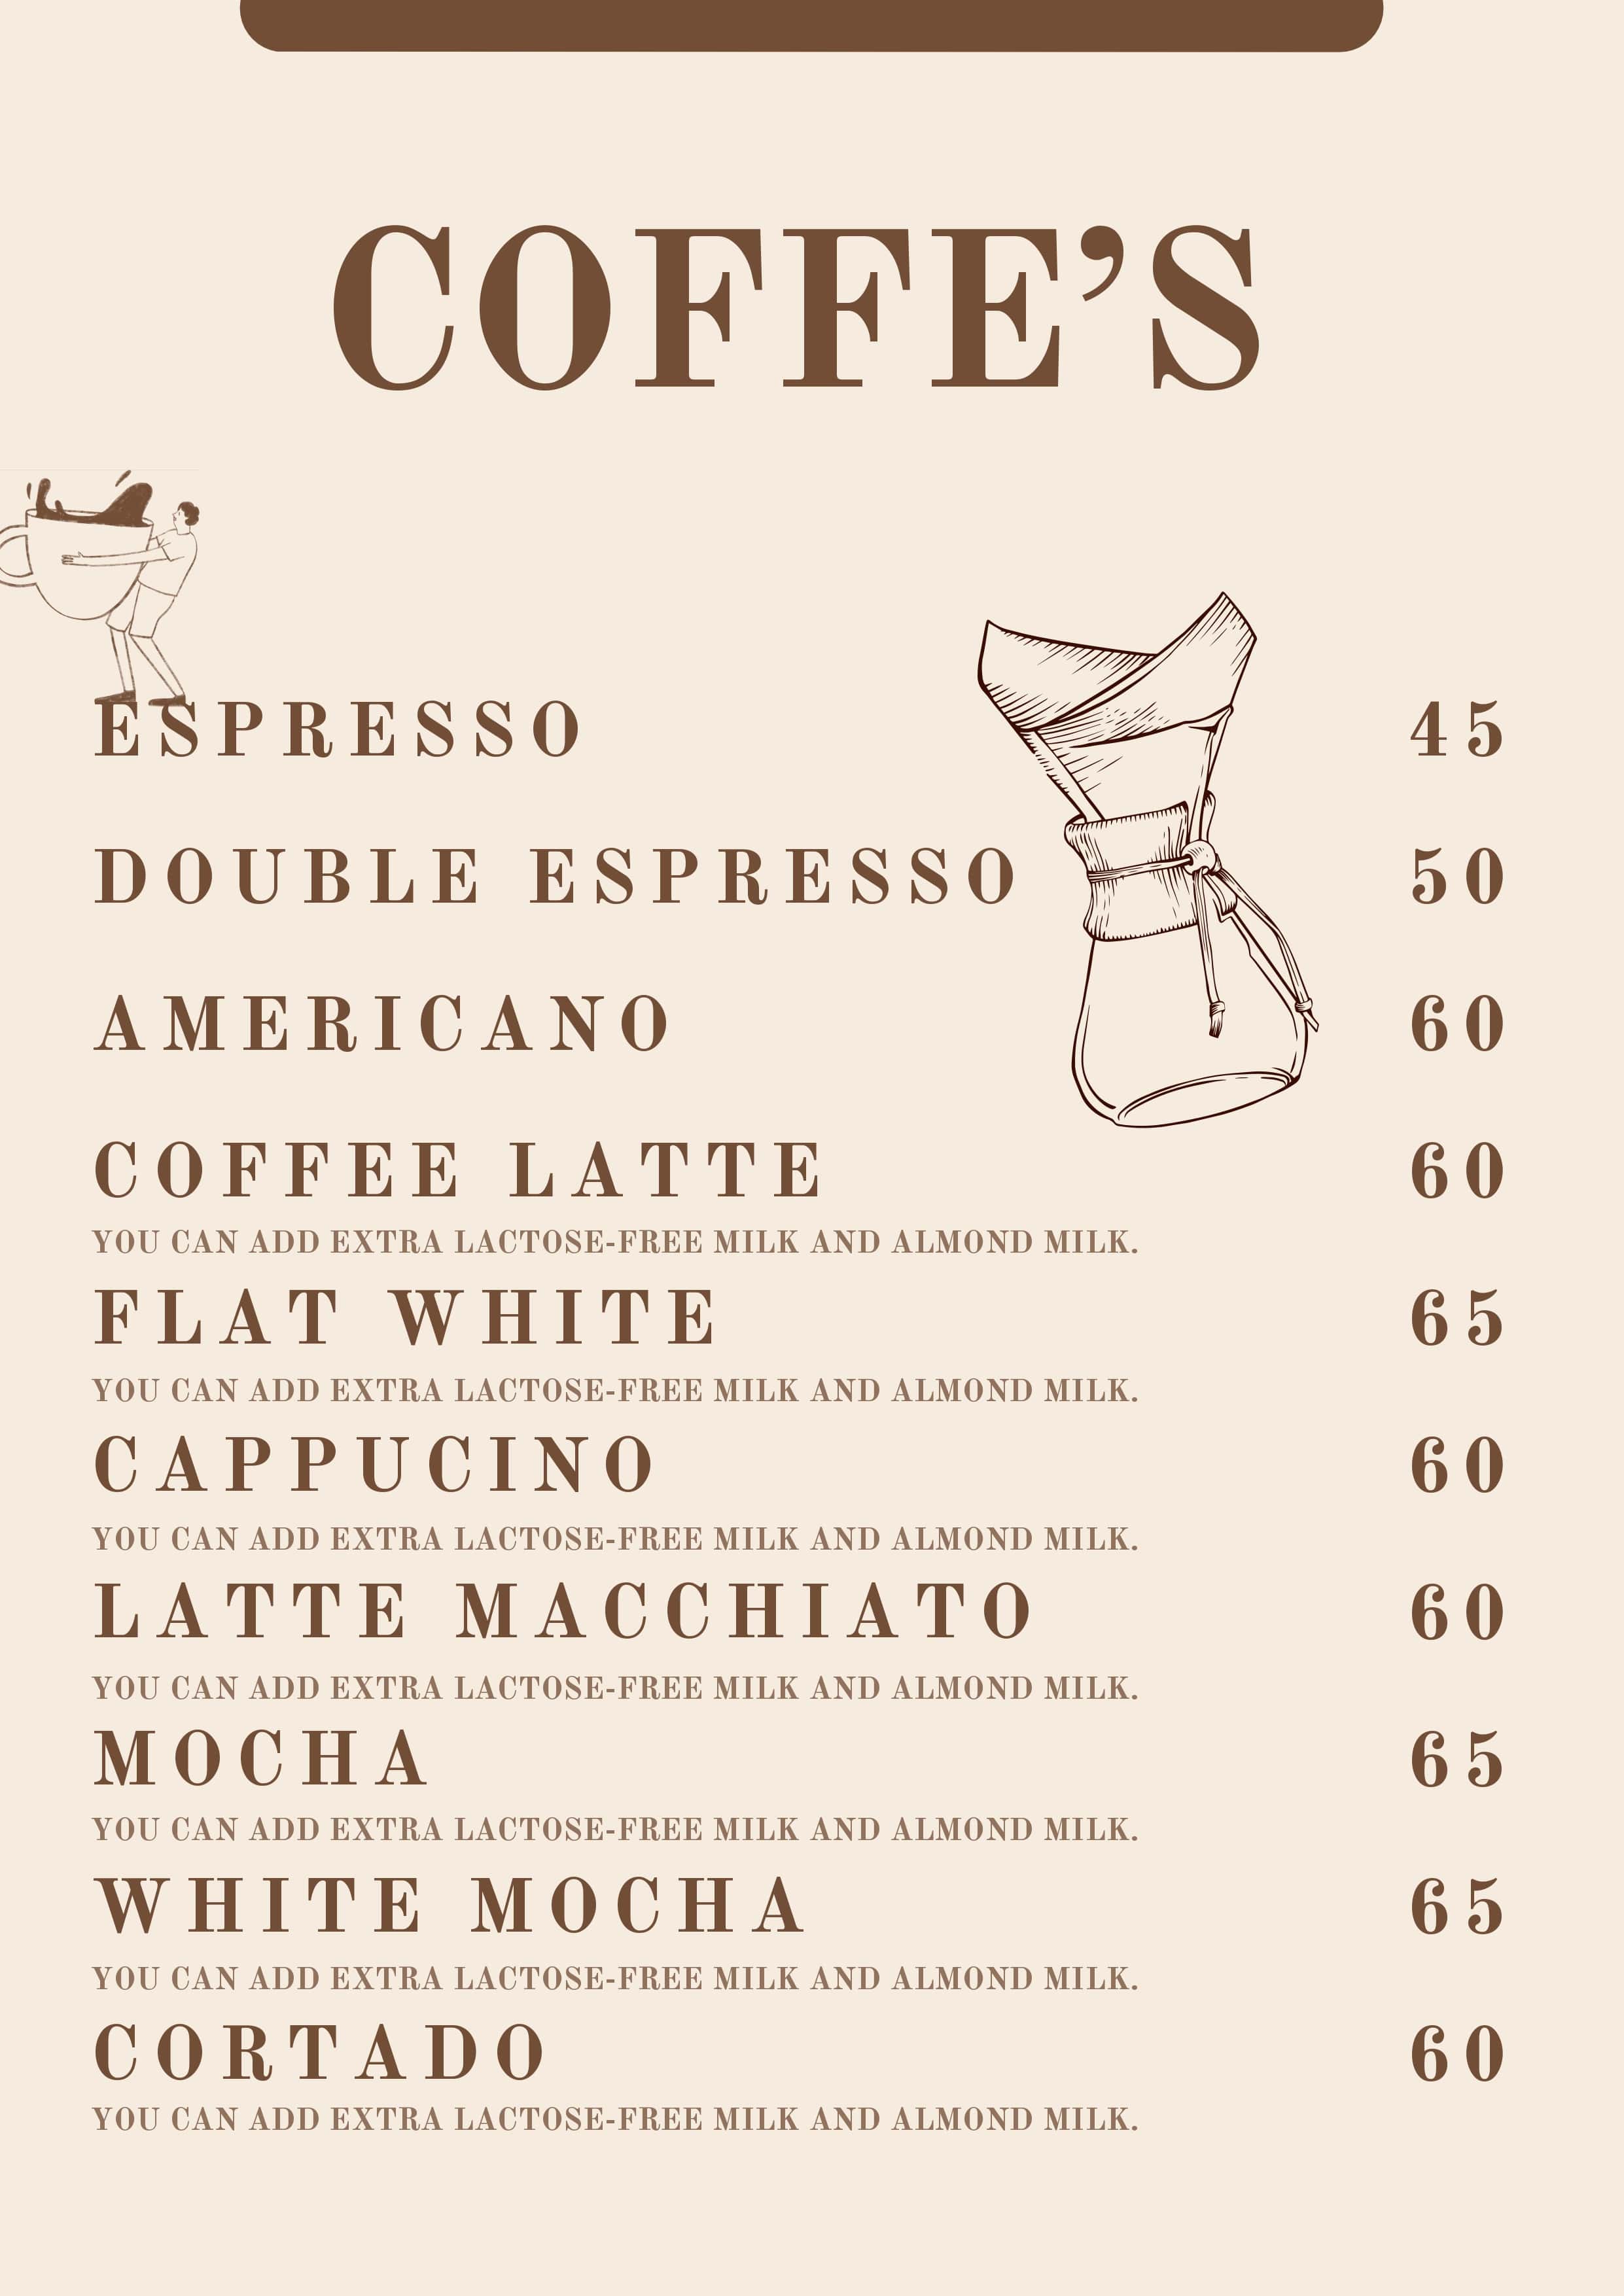 COFFE’S
ESPRESSO 45
DOUBLE ESPRESSO 50
AMERICANO 60
COFFEE LATTE 60
YOU CAN ADD EXTRA LACTOSE-FREE MILK AND ALMOND MILK.
FLAT WHITE 65
YOU CAN ADD EXTRA LACTOSE-FREE MILK AND ALMOND MILK.
CAPPUCINO 60
YOU CAN ADD EXTRA LACTOSE-FREE MILK AND ALMOND MILK.
LATTE MACCHIATO 60
YOU CAN ADD EXTRA LACTOSE-FREE MILK AND ALMOND MILK.
MOCHA 65
YOU CAN ADD EXTRA LACTOSE-FREE MILK AND ALMOND MILK.
WHITE MOCHA 65
YOU CAN ADD EXTRA LACTOSE-FREE MILK AND ALMOND MILK.
CORTADO 60
YOU CAN ADD EXTRA LACTOSE-FREE MILK AND ALMOND MILK.